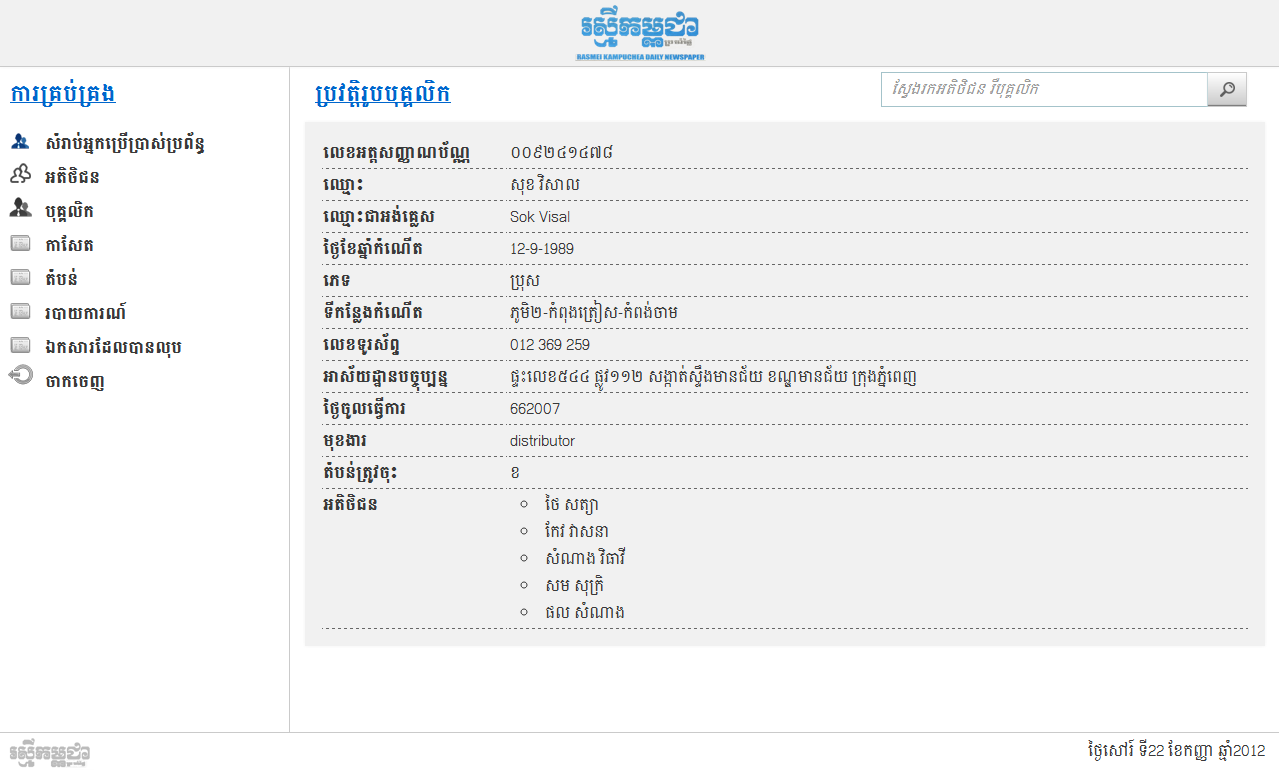 រស្មីកម្ពុជា
RASMEI KAMPUCHEA DAILY NEWSPAPER
ការគ្រប់គ្រង
សំរាប់អ្នកប្រើប្រាស់ប្រព័ន្ធ
អតិថិជន
បុគ្គលិក
កាសែត
តំបន់
របាយការណ៍
ឯកសារដែលបានលុប
ចាកចេញ
ប្រវត្តិរូបបុគ្គលិក
ស្វែងរកអតិថិជន រឺបុគ្គលិក
លេខអត្តសញ្ញាណប័ណ្ណ ០០៩២៤១៤៧៨
ឈ្មោះ សុខ វិសាល
ឈ្មោះជាអង់គ្លេស Sok Visal
ថ្ងៃខែឆ្នាំកំណើត 12-9-1989
ភេទ ប្រុស
ទីកន្លែងកំណើត ភូមិ២-កំពុងត្រៀស-កំពង់ចាម
លេខទូរស័ព្ទ 012 369 259
អាស័យដ្ឋានបច្ចុប្បន្ន ផ្ទះលេខ៥៤៤ ផ្លូវ១១២ សង្កាត់ស្ទឹងមានជ័យ ខណ្ឌមានជ័យ ក្រុងភ្នំពេញ
ថ្ងៃចូលធ្វើការ 662007
មុខងារ distributor
តំបន់ត្រូវចុះ ខ
អតិថិជន ថៃ សត្យា
កែវ វាសនា
សំណាង វិធាវី
សម សុក្រិ
ផល សំណាង
រស្មីកម្ពុជា
ថ្ងៃសៅរ៍ ទី22 ខែកញ្ញា ឆ្នាំ2012